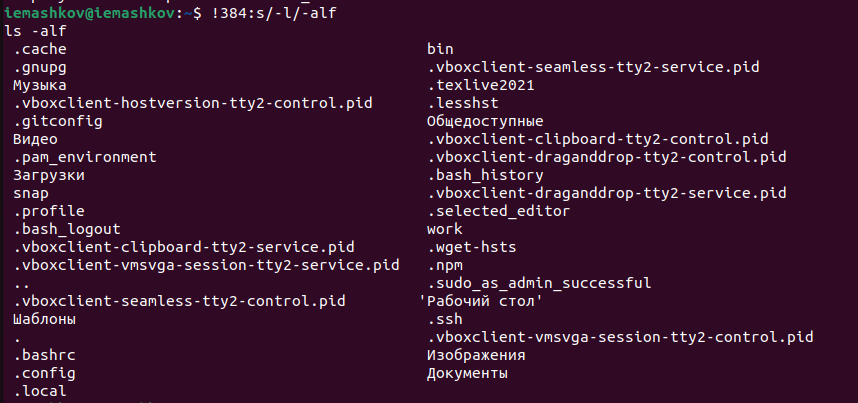 iemashkov@iemashkov:~$ !384:s/-l/-alf
ls -alf
.cache bin
.gnupg .vboxclient-seamless-tty2-service.pid
Музыка .texlive2021
.vboxclient-hostversion-tty2-control.pid .lesshst
.gitconfig Общедоступные
Видео .vboxclient-clipboard-tty2-control.pid
.pam_environment .vboxclient-draganddrop-tty2-control.pid
Загрузки .bash_history
snap .vboxclient-draganddrop-tty2-service.pid
.profile .selected_editor
.bash_logout work
.vboxclient-clipboard-tty2-service.pid .wget-hsts
.vboxclient-vmsvga-session-tty2-service.pid .npm
.. .sudo_as_admin_successful
.vboxclient-seamless-tty2-control.pid 'Рабочий стол'
Шаблоны .ssh
. .vboxclient-vmsvga-session-tty2-control.pid
.bashrc Изображения
.config Документы
.local